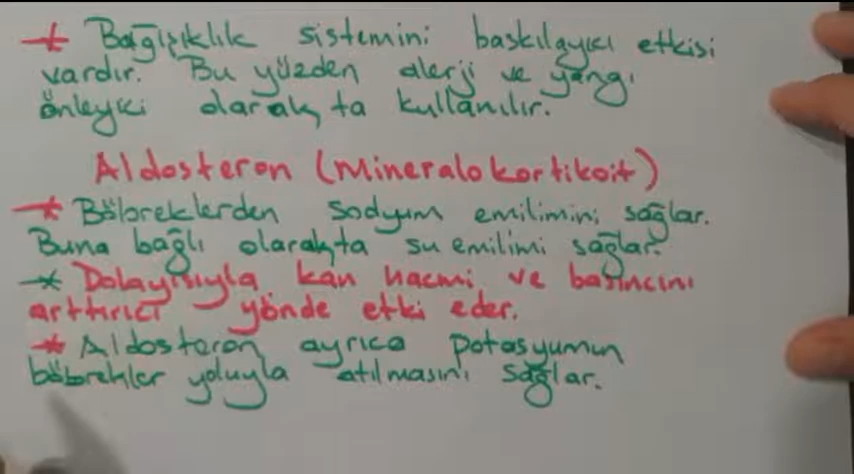 * Bağışıklık sistemini baskılayıcı etkisi
vardır. Bu yüzden alerji ve yangı
önleyici olarakta kullanılır.
Aldosteron (Mineralokortikoit)
* Böbreklerden sodyum emilimini sağlar.
Buna bağlı olarakta su emilimi sağlar.
* Dolayısıyla kan hacmi ve basıncını
arttırıcı yönde etki eder.
* Aldosteron ayrıca potasyumun
böbrekler yoluyla atılmasını sağlar.